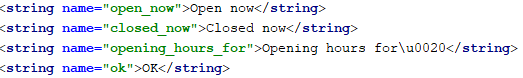 <string name="open_now">Open now</string>
<string name="closed_now">Closed now</string>
<string name="opening_hours_for">Opening hours for\u0020</string>
<string name="ok">OK</string>